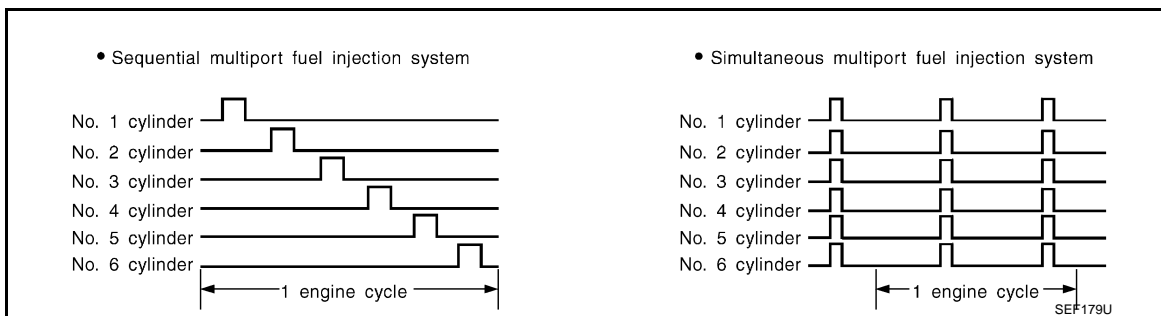 • Sequential multiport fuel injection system
No. 1 cylinder
No. 2 cylinder
No. 3 cylinder
No. 4 cylinder
No. 5 cylinder
No. 6 cylinder
1 engine cycle
• Simultaneous multiport fuel injection system
No. 1 cylinder
No. 2 cylinder
No. 3 cylinder
No. 4 cylinder
No. 5 cylinder
No. 6 cylinder
1 engine cycle
SEF179U